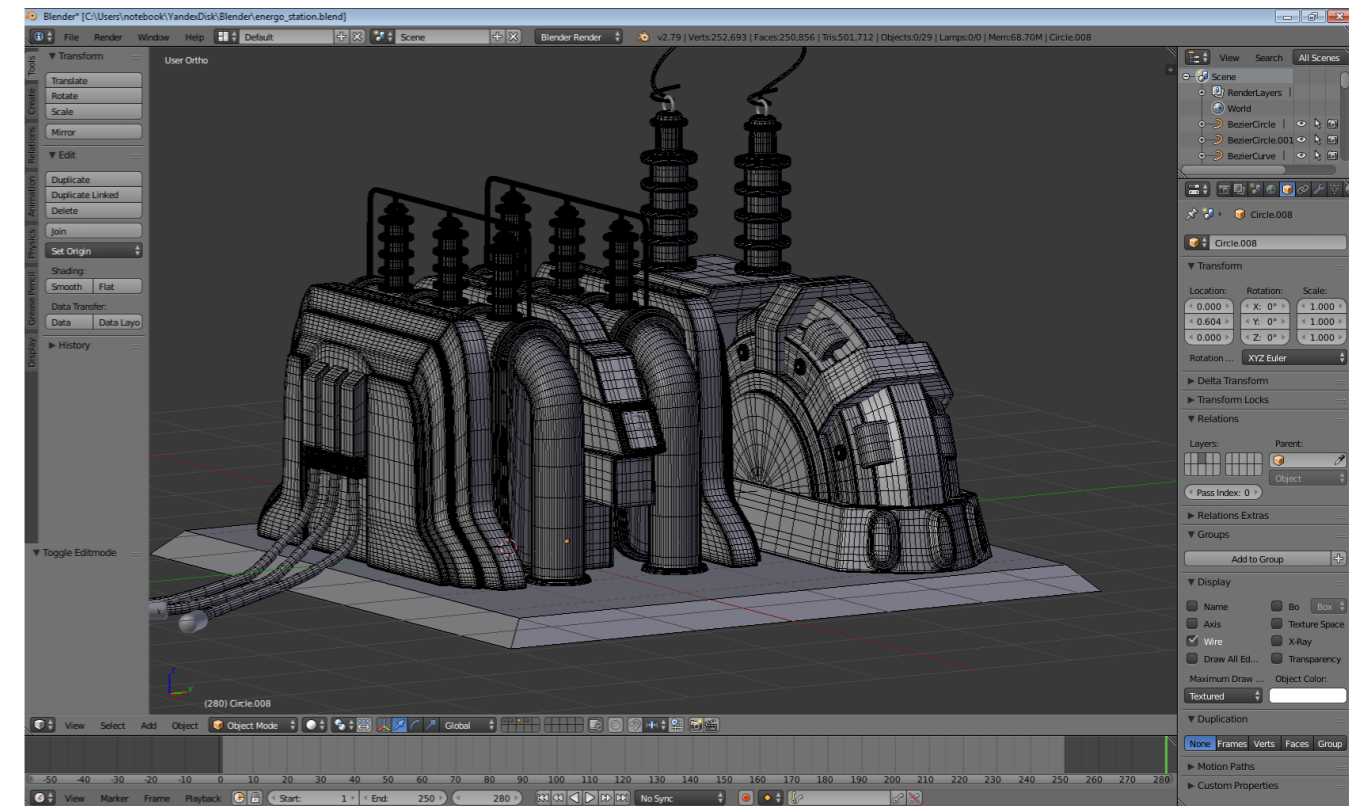 Blender* [C:\Users\notebook\YandexDisk\Blender\energo_station.blend]
File Render Window Help Default Scene Blender Render v2.79 | Verts:252,693 | Faces:250,856 | Tris:501,712 | Objects:0/29 | Lamps:0/0 | Mem:68.70M | Circle.008
Tools
Create
Relations
Animation
Physics
Grease Pencil
Display
Transform
Translate
Rotate
Scale
Mirror
Edit
Duplicate
Duplicate Linked
Delete
Join
Set Origin
Shading:
Smooth Flat
Data Transfer:
Data Data Layo
History
Toggle Editmode
User Ortho
z
y
(280) Circle.008
View Select Add Object Object Mode Global
-50 -40 -30 -20 -10 0 10 20 30 40 50 60 70 80 90 100 110 120 130 140 150 160 170 180 190 200 210 220 230 240 250 260 270 280
View Marker Frame Playback Start: 1 End: 250 280 No Sync
View Search All Scenes
Scene
RenderLayers |
World
BezierCircle |
BezierCircle.001
BezierCurve |
Circle.008
Circle.008
Transform
Location: Rotation: Scale:
0.000 X: 0° 1.000
0.604 Y: 0° 1.000
0.000 Z: 0° 1.000
Rotation ... XYZ Euler
Delta Transform
Transform Locks
Relations
Layers: Parent:
Object
Pass Index: 0
Relations Extras
Groups
Add to Group
Display
Name Bo Box
Axis Texture Space
Wire X-Ray
Draw All Ed... Transparency
Maximum Draw ... Object Color:
Textured
Duplication
None Frames Verts Faces Group
Motion Paths
Custom Properties